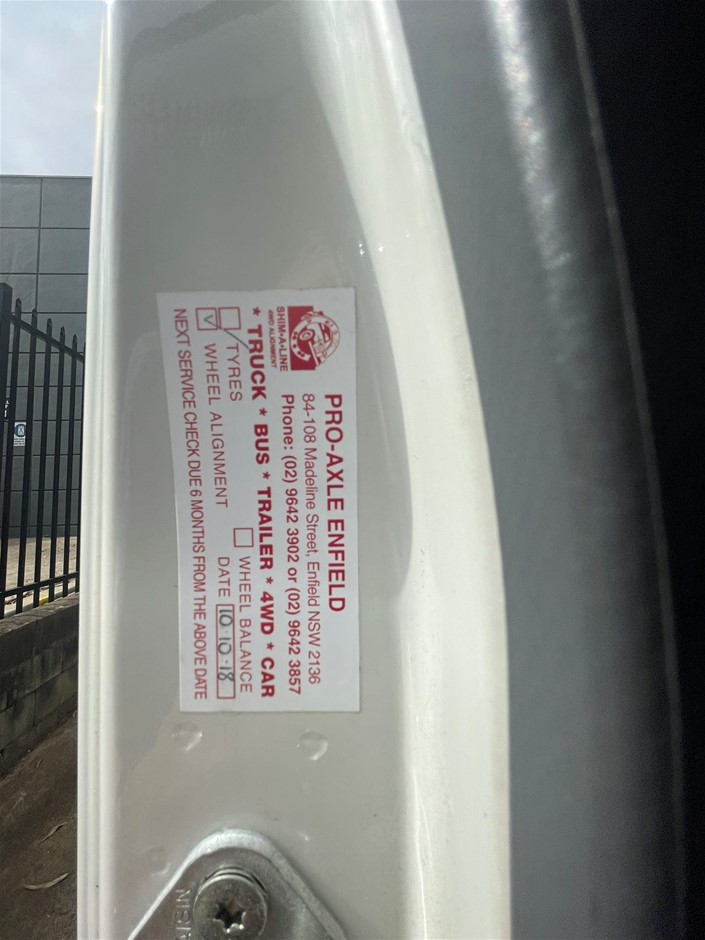 PRO-AXLE ENFIELD
84-108 Madeline Street, Enfield NSW 2136
Phone: (02) 9642 3902 or (02) 9642 3857
SHIM-A-LINE
4WD ALIGNMENT
* TRUCK * BUS * TRAILER * 4WD * CAR
TYRES WHEEL BALANCE
WHEEL ALIGNMENT DATE 10-10-18
NEXT SERVICE CHECK DUE 6 MONTHS FROM THE ABOVE DATE